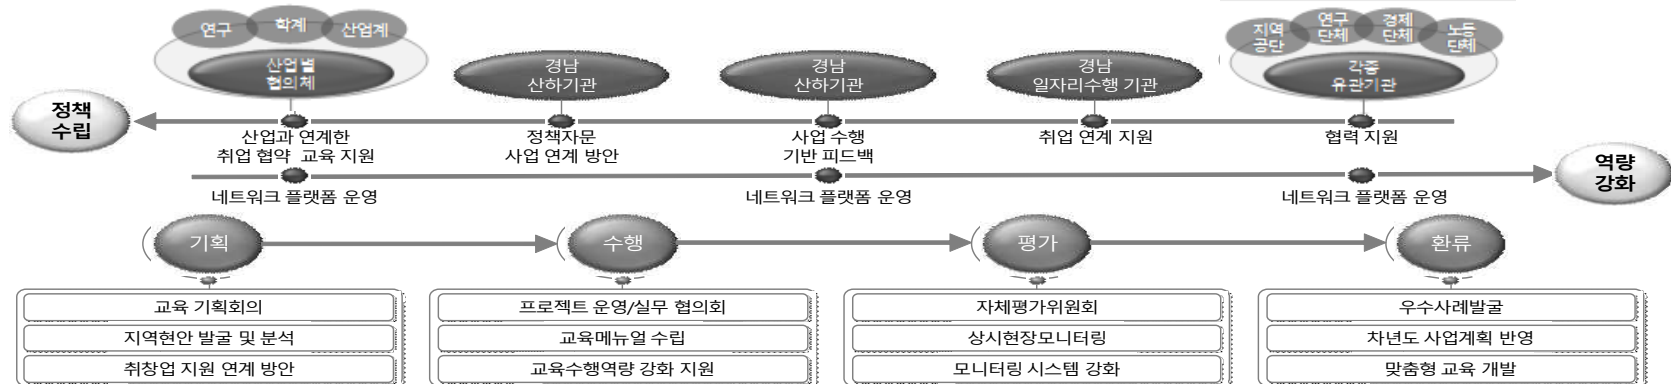 연구
학계
산업계
산업별
협의체
경남
산하기관
경남
산하기관
경남
일자리수행 기관
지역
공단
연구
단체
경제
단체
노동
단체
각종
유관기관
정책
수립
산업과 연계한
취업 협약 교육 지원
정책자문
사업 연계 방안
사업 수행
기반 피드백
취업 연계 지원
협력 지원
역량
강화
네트워크 플랫폼 운영
네트워크 플랫폼 운영
네트워크 플랫폼 운영
기획
수행
평가
환류
교육 기획회의
지역현안 발굴 및 분석
취창업 지원 연계 방안
프로젝트 운영/실무 협의회
교육메뉴얼 수립
교육수행역량 강화 지원
자체평가위원회
상시현장모니터링
모니터링 시스템 강화
우수사례발굴
차년도 사업계획 반영
맞춤형 교육 개발